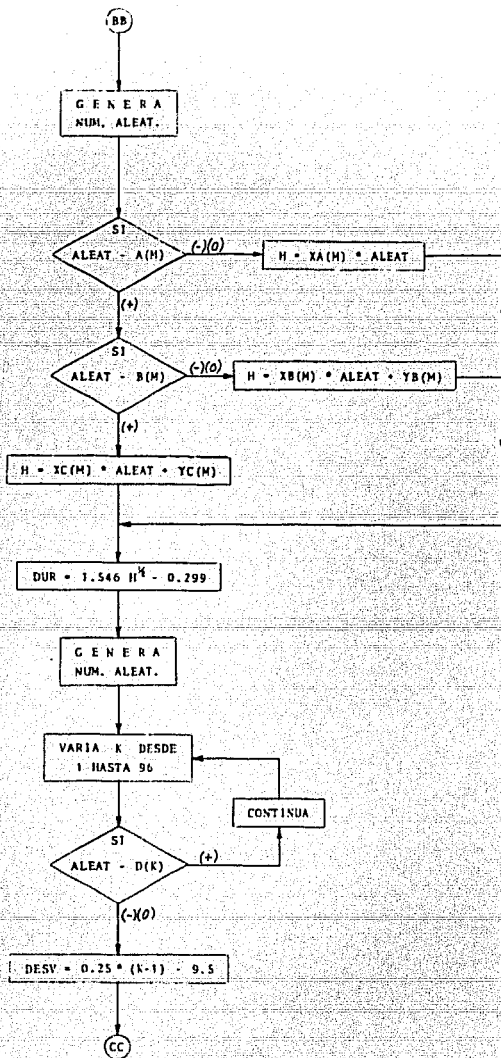 BB
GENERA
NUM. ALEAT.
SI
ALEAT - A(M)
(-)(0)
H = XA(M) * ALEAT
(+)
SI
ALEAT - B(M)
(-)(0)
H = XB(M) * ALEAT + YB(M)
(+)
H = XC(M) * ALEAT + YC(M)
DUR = 1.546 H½ - 0.299
GENERA
NUM. ALEAT.
VARIA K DESDE
1 HASTA 96
CONTINUA
SI
ALEAT - D(K)
(+)
(-)(0)
DESV = 0.25 * (K-1) - 9.5
CC